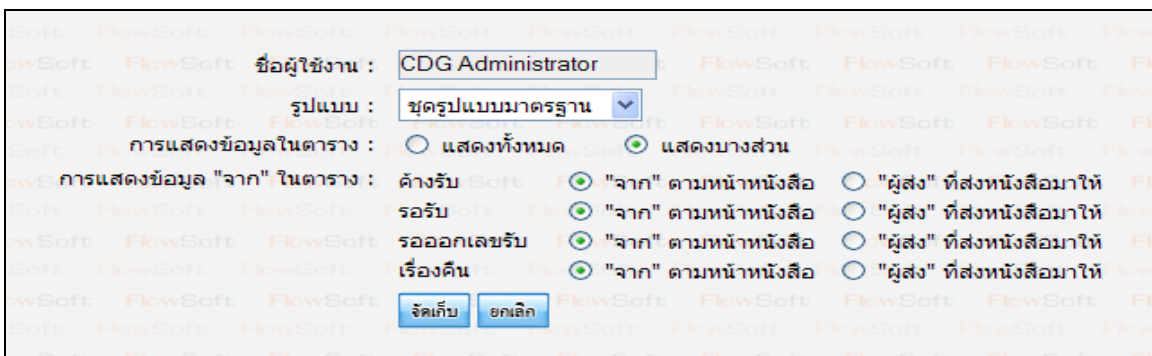 ชื่อผู้ใช้งาน : CDG Administrator
รูปแบบ : ชุดรูปแบบมาตรฐาน
การแสดงข้อมูลในตาราง : แสดงทั้งหมด แสดงบางส่วน
การแสดงข้อมูล "จาก" ในตาราง : ค้างรับ "จาก" ตามหน้าหนังสือ "ผู้ส่ง" ที่ส่งหนังสือมาให้
รอรับ "จาก" ตามหน้าหนังสือ "ผู้ส่ง" ที่ส่งหนังสือมาให้
รอออกเลขรับ "จาก" ตามหน้าหนังสือ "ผู้ส่ง" ที่ส่งหนังสือมาให้
เรื่องคืน "จาก" ตามหน้าหนังสือ "ผู้ส่ง" ที่ส่งหนังสือมาให้
จัดเก็บ ยกเลิก